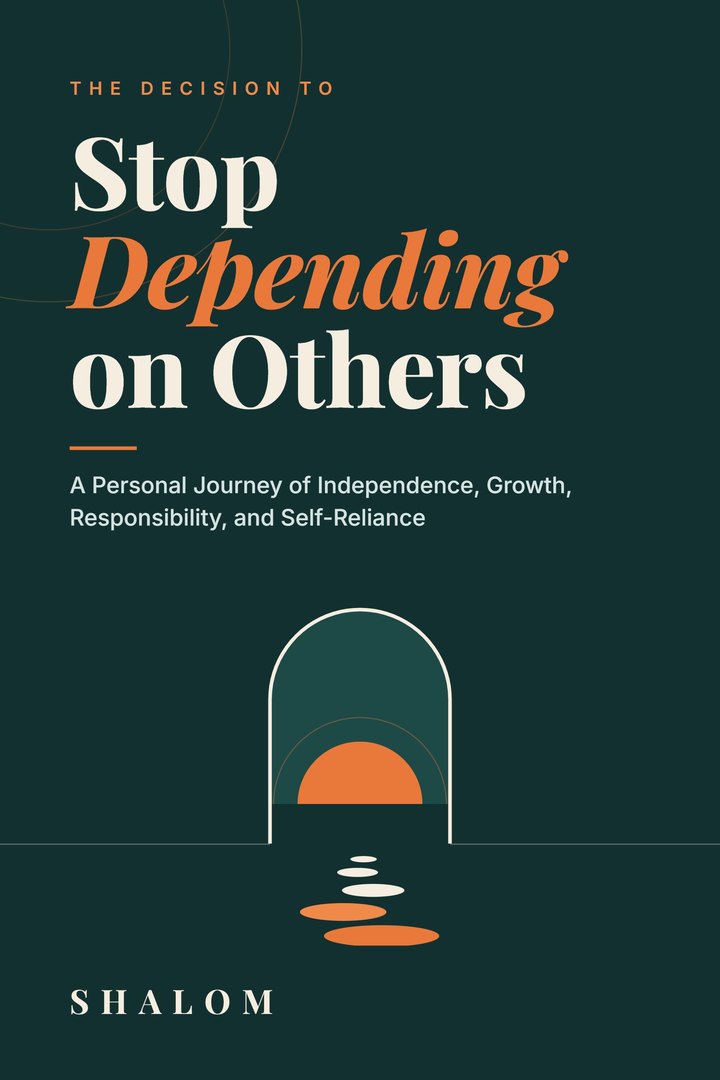 THE DECISION TO
Stop
Depending
on Others
A Personal Journey of Independence, Growth,
Responsibility, and Self-Reliance
SHALOM